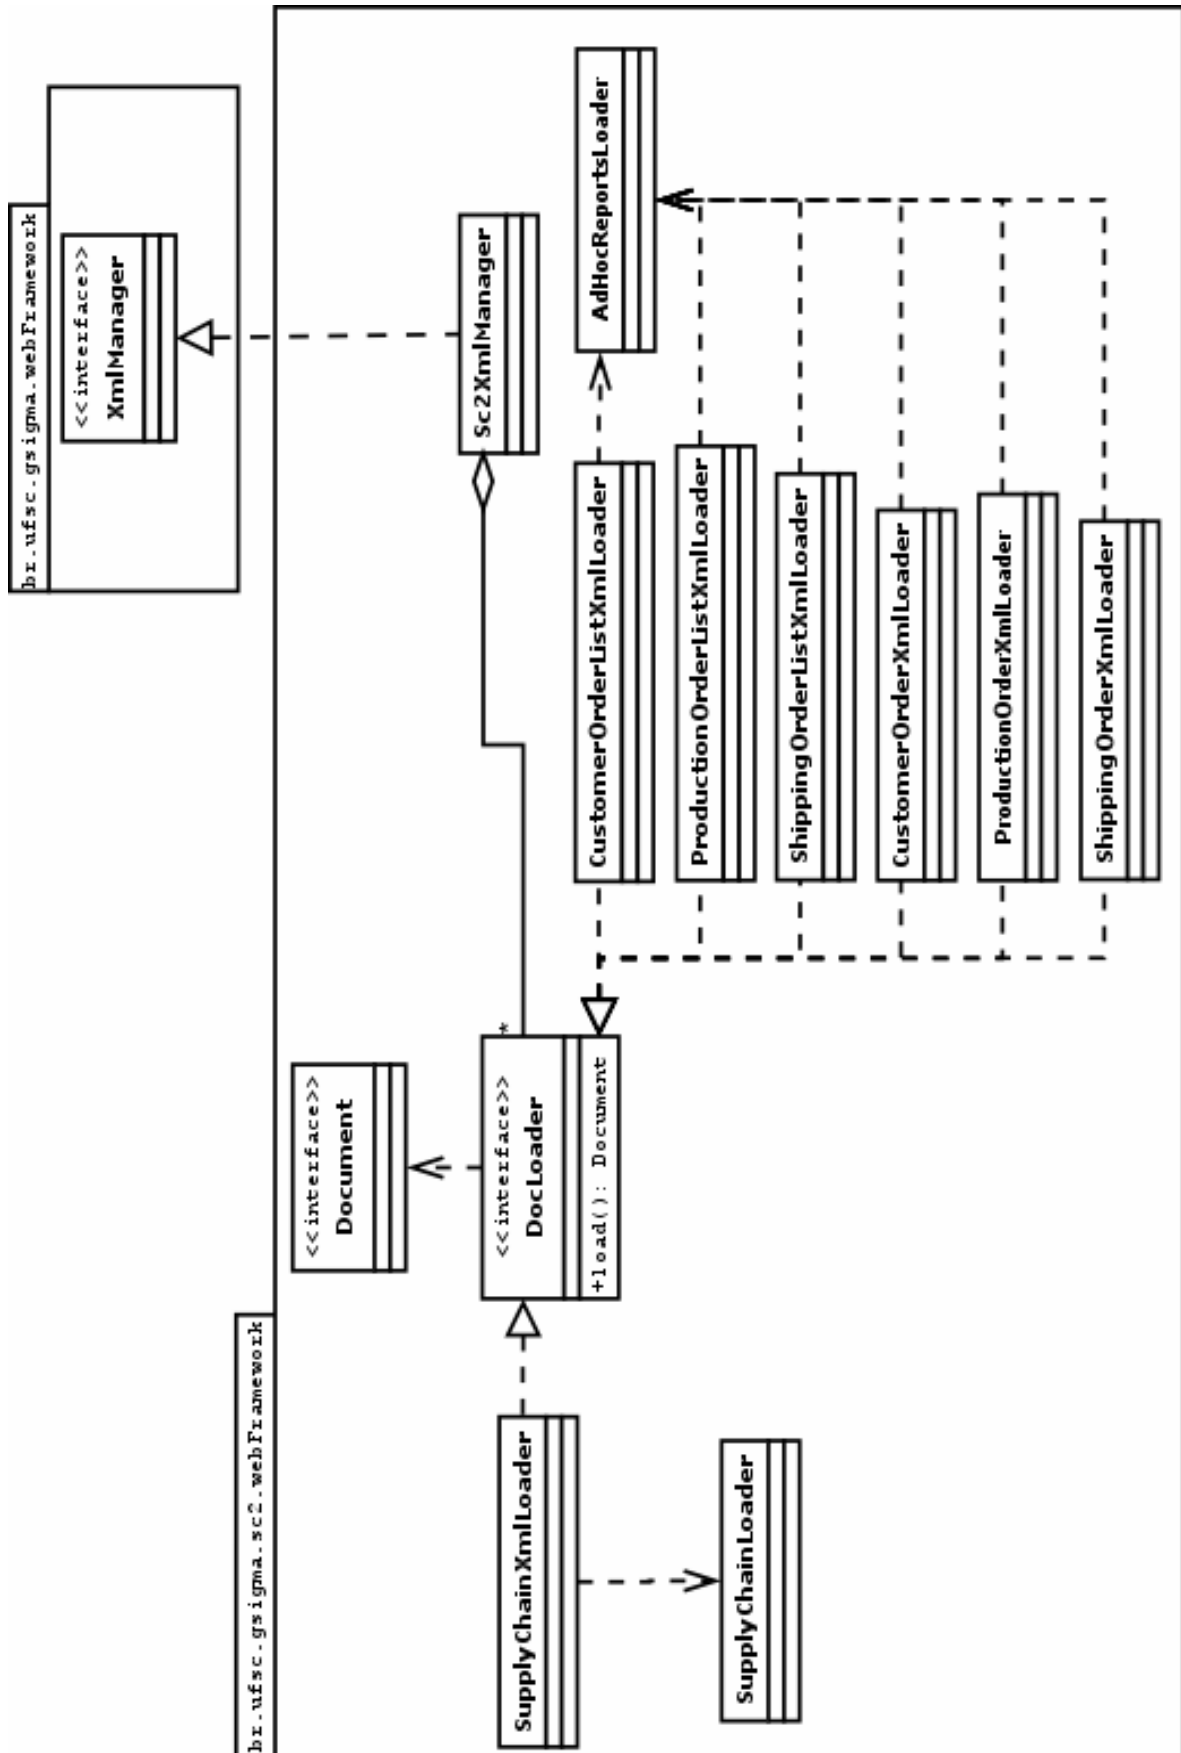 br.ufsc.gsigma.webFramework
<<interface>>
XmlManager
br.ufsc.gsigma.sc2.webFramework
<<interface>>
Document
Sc2XmlManager
*
<<interface>>
DocLoader
+load(): Document
SupplyChainXmlLoader
SupplyChainLoader
AdHocReportsLoader
CustomerOrderListXmlLoader
ProductionOrderListXmlLoader
ShippingOrderListXmlLoader
CustomerOrderXmlLoader
ProductionOrderXmlLoader
ShippingOrderXmlLoader